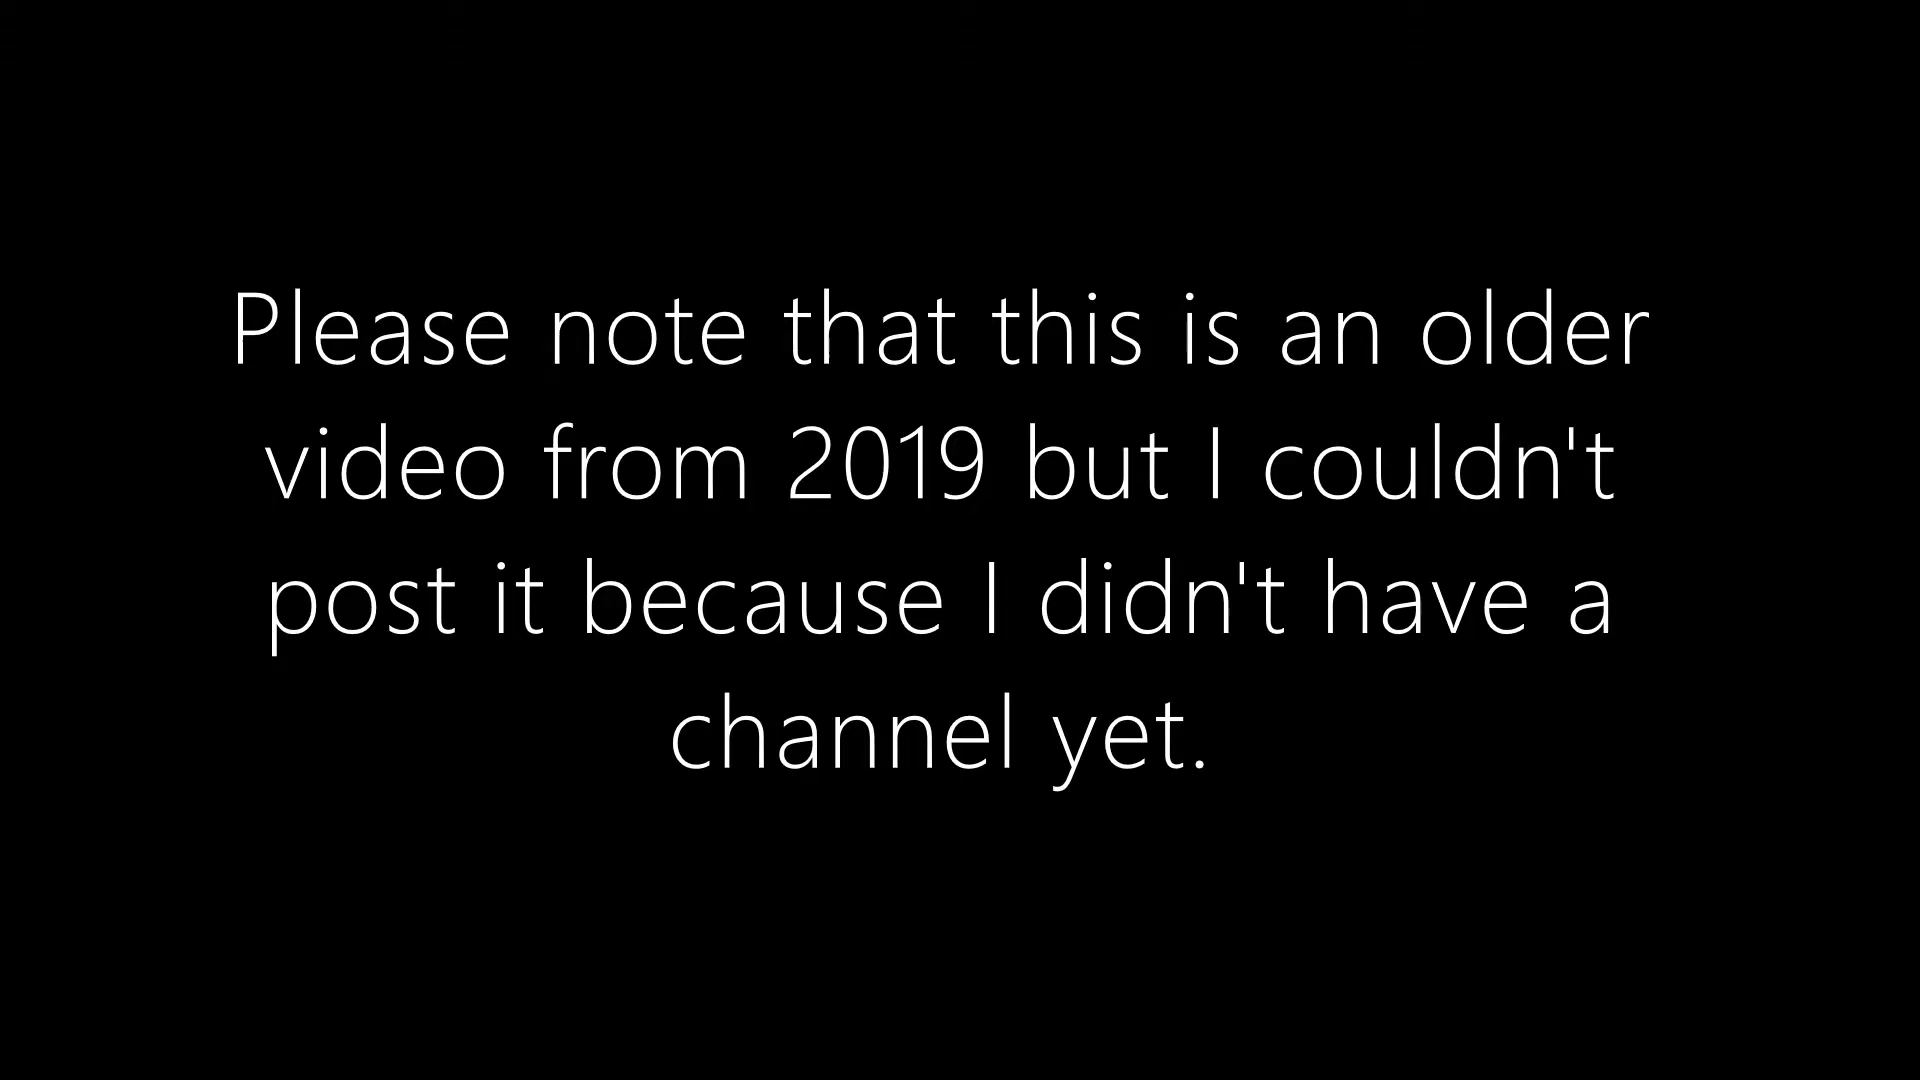 Please note that this is an older
video from 2019 but I couldn't
post it because I didn't have a
channel yet.